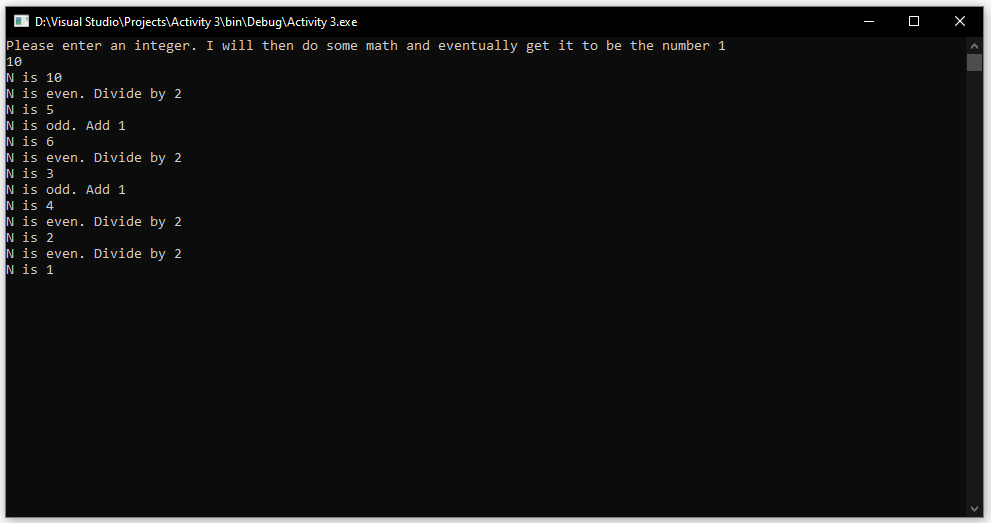 D:\Visual Studio\Projects\Activity 3\bin\Debug\Activity 3.exe
Please enter an integer. I will then do some math and eventually get it to be the number 1
10
N is 10
N is even. Divide by 2
N is 5
N is odd. Add 1
N is 6
N is even. Divide by 2
N is 3
N is odd. Add 1
N is 4
N is even. Divide by 2
N is 2
N is even. Divide by 2
N is 1